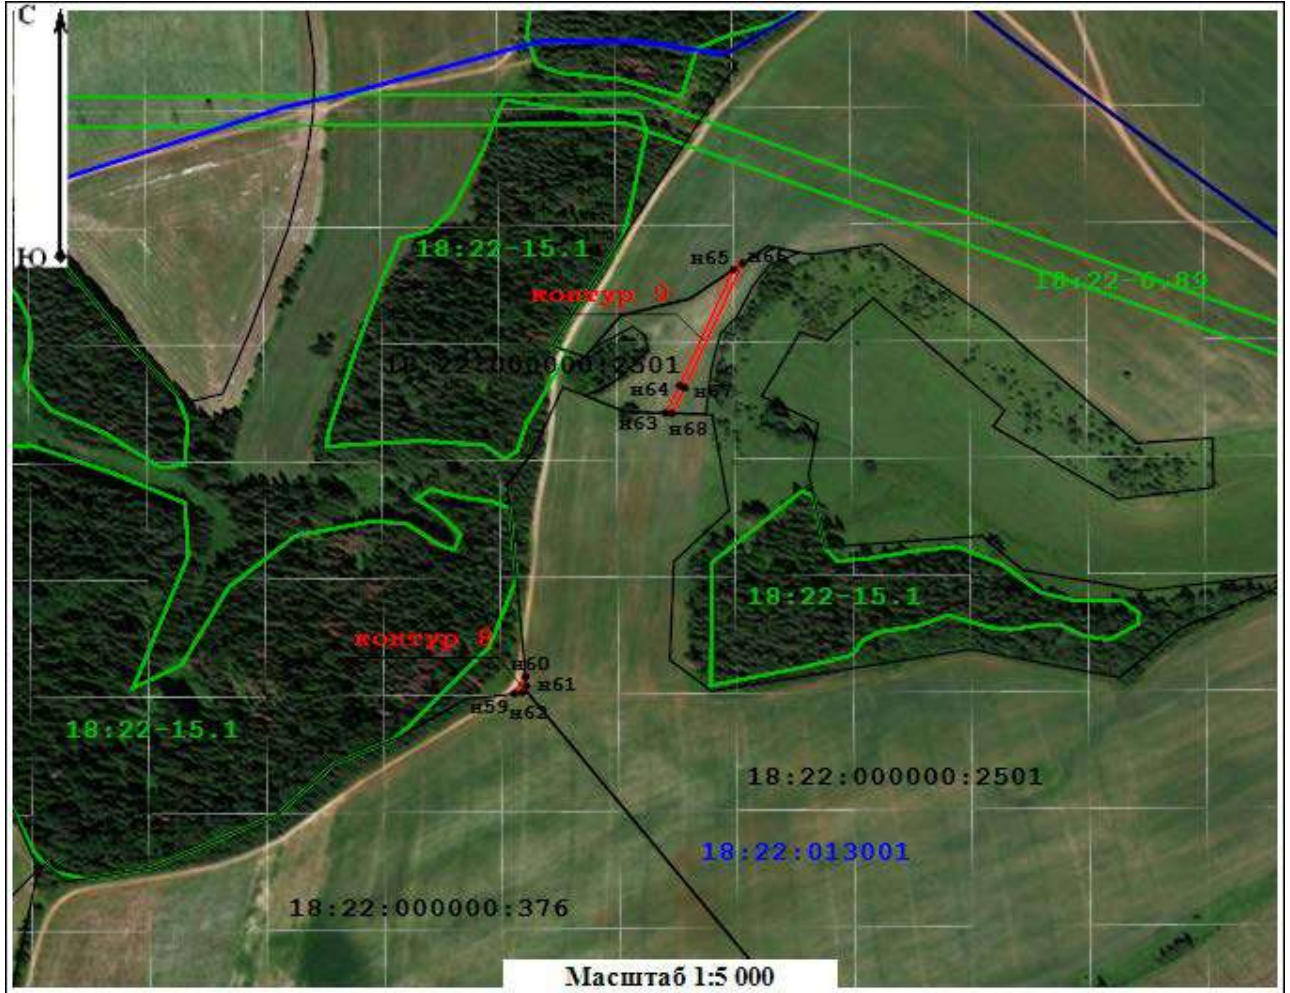 С
18:22-15.1
н65
н66
Ю
18:22-6.89
контур 9
18:22:000000:2501
н64
н67
н63
н68
18:22-15.1
контур 8
н60
н61
н59
н62
18:22-15.1
18:22:000000:2501
18:22:013001
18:22:000000:376
Масштаб 1:5 000